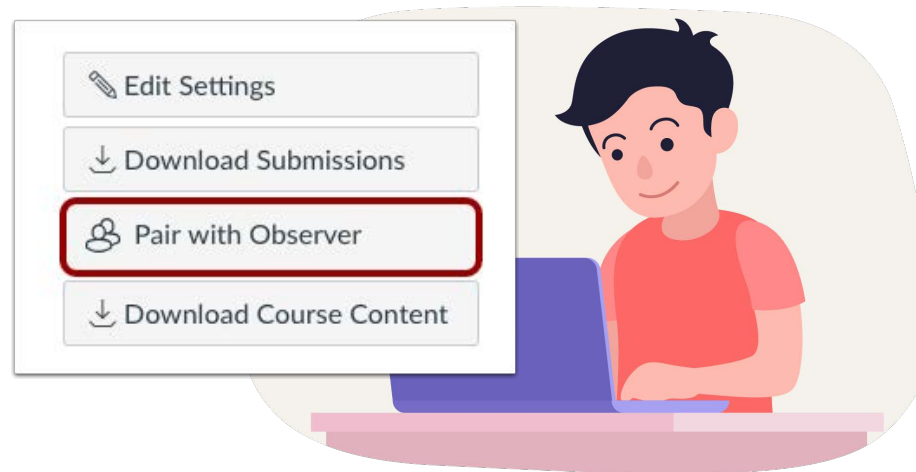 Edit Settings
Download Submissions
Pair with Observer
Download Course Content